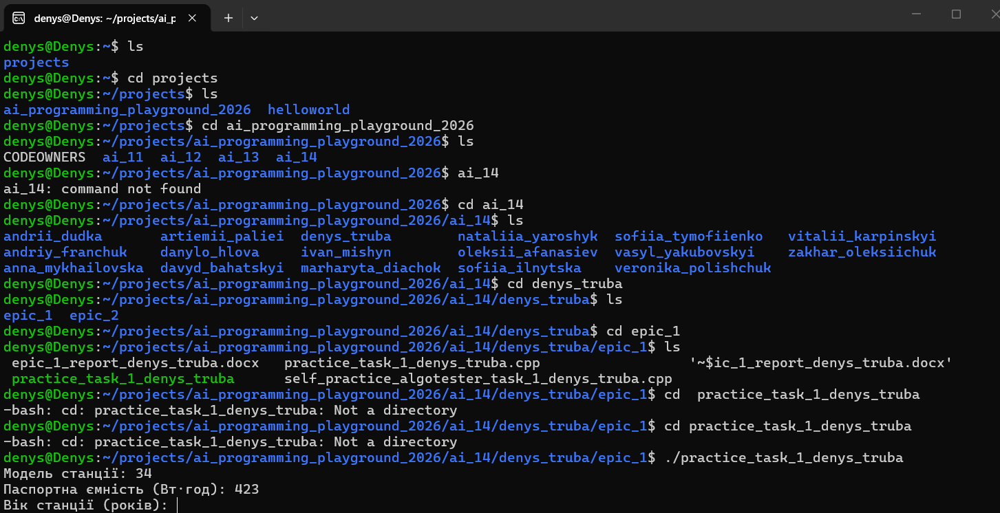 denys@Denys: ~/projects/ai_p
denys@Denys:~$ ls
projects
denys@Denys:~$ cd projects
denys@Denys:~/projects$ ls
ai_programming_playground_2026  helloworld
denys@Denys:~/projects$ cd ai_programming_playground_2026
denys@Denys:~/projects/ai_programming_playground_2026$ ls
CODEOWNERS  ai_11  ai_12  ai_13  ai_14
denys@Denys:~/projects/ai_programming_playground_2026$ ai_14
ai_14: command not found
denys@Denys:~/projects/ai_programming_playground_2026$ cd ai_14
denys@Denys:~/projects/ai_programming_playground_2026/ai_14$ ls
andrii_dudka       artiemii_paliei  denys_truba        nataliia_yaroshyk  sofiia_tymofiienko   vitalii_karpinskyi
andriy_franchuk    danylo_hlova     ivan_mishyn        oleksii_afanasiev  vasyl_yakubovskyi    zakhar_oleksiichuk
anna_mykhailovska  davyd_bahatskyi  marharyta_diachok  sofiia_ilnytska    veronika_polishchuk
denys@Denys:~/projects/ai_programming_playground_2026/ai_14$ cd denys_truba
denys@Denys:~/projects/ai_programming_playground_2026/ai_14/denys_truba$ ls
epic_1  epic_2
denys@Denys:~/projects/ai_programming_playground_2026/ai_14/denys_truba$ cd epic_1
denys@Denys:~/projects/ai_programming_playground_2026/ai_14/denys_truba/epic_1$ ls
 epic_1_report_denys_truba.docx   practice_task_1_denys_truba.cpp                  '~$ic_1_report_denys_truba.docx'
 practice_task_1_denys_truba      self_practice_algotester_task_1_denys_truba.cpp
denys@Denys:~/projects/ai_programming_playground_2026/ai_14/denys_truba/epic_1$ cd  practice_task_1_denys_truba
-bash: cd: practice_task_1_denys_truba: Not a directory
denys@Denys:~/projects/ai_programming_playground_2026/ai_14/denys_truba/epic_1$ cd practice_task_1_denys_truba
-bash: cd: practice_task_1_denys_truba: Not a directory
denys@Denys:~/projects/ai_programming_playground_2026/ai_14/denys_truba/epic_1$ ./practice_task_1_denys_truba
Модель станції: 34
Паспортна ємність (Вт·год): 423
Вік станції (років):